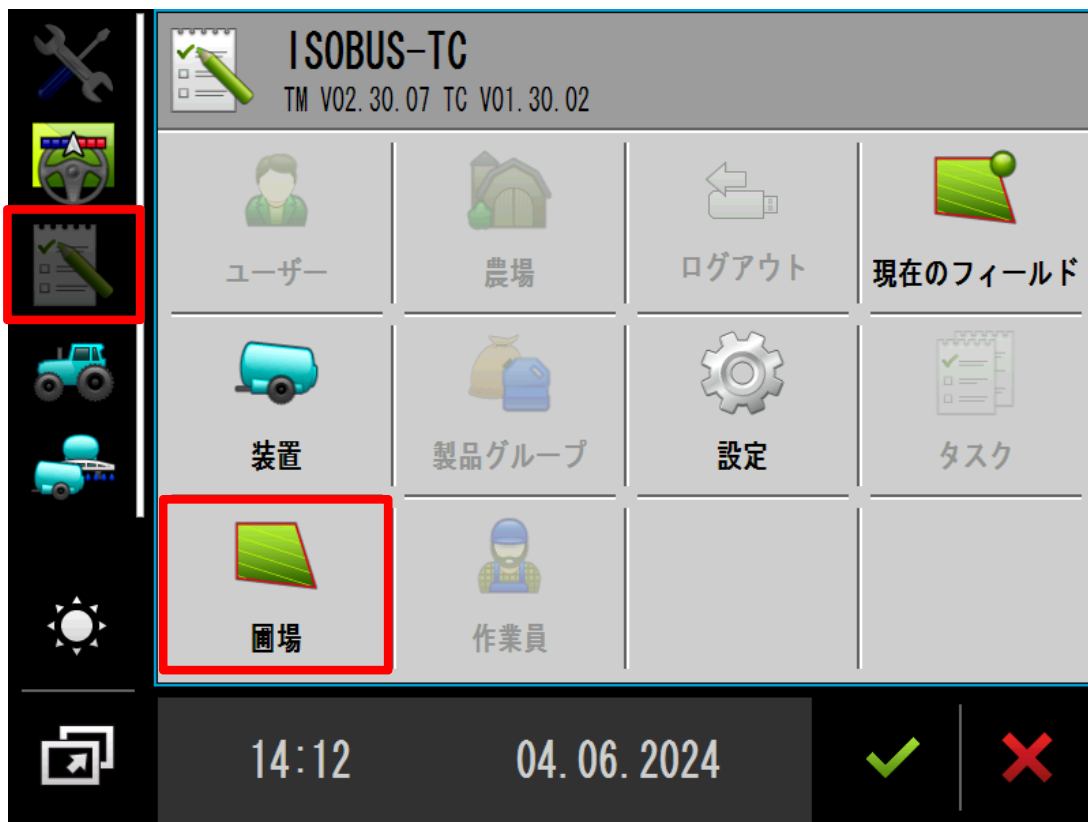 ISOBUS-TC
TM V02.30.07 TC V01.30.02
ユーザー
農場
ログアウト
現在のフィールド
装置
製品グループ
設定
タスク
圃場
作業員
14:12
04.06.2024